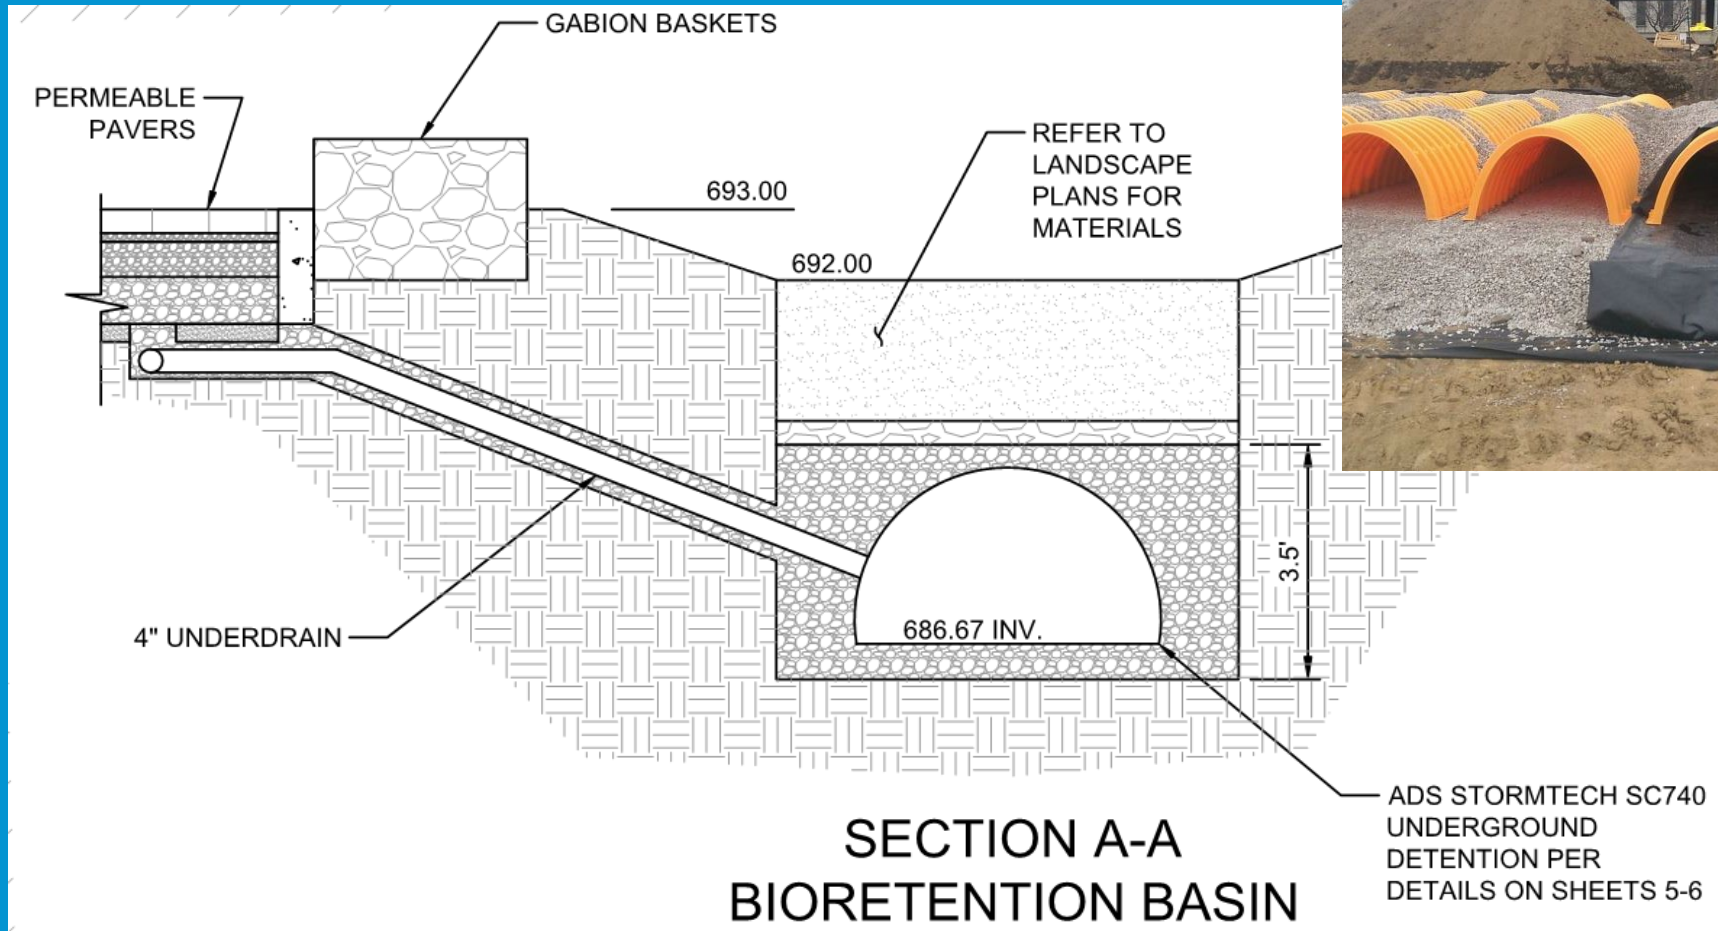 GABION BASKETS
PERMEABLE
PAVERS
REFER TO
LANDSCAPE
PLANS FOR
MATERIALS
693.00
692.00
3.5'
686.67 INV.
4" UNDERDRAIN
ADS STORMTECH SC740
UNDERGROUND
DETENTION PER
DETAILS ON SHEETS 5-6
SECTION A-A
BIORETENTION BASIN